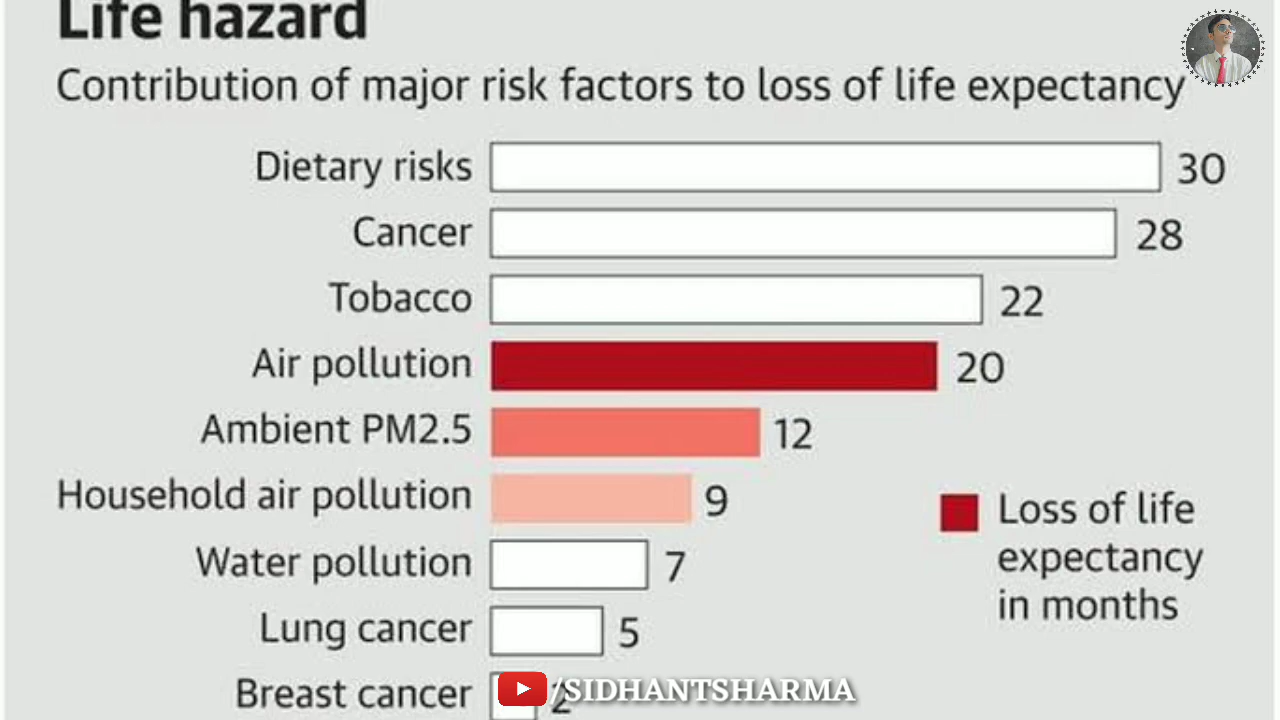 Life hazard
Contribution of major risk factors to loss of life expectancy
Dietary risks 30
Cancer 28
Tobacco 22
Air pollution 20
Ambient PM2.5 12
Household air pollution 9
Water pollution 7
Lung cancer 5
Breast cancer 2
Loss of life
expectancy
in months
/SIDHANTSHARMA